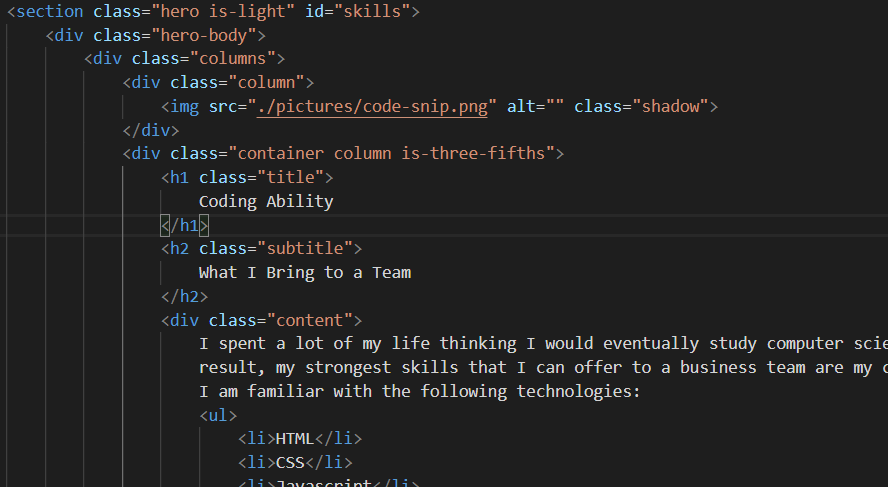 <section class="hero is-light" id="skills">
<div class="hero-body">
<div class="columns">
<div class="column">
<img src="./pictures/code-snip.png" alt="" class="shadow">
</div>
<div class="container column is-three-fifths">
<h1 class="title">
Coding Ability
</h1>
<h2 class="subtitle">
What I Bring to a Team
</h2>
<div class="content">
I spent a lot of my life thinking I would eventually study computer
result, my strongest skills that I can offer to a business team are my
I am familiar with the following technologies:
<ul>
<li>HTML</li>
<li>CSS</li>
<li>Javascript</li>